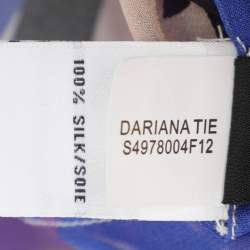 100% SILK/SOIE
DARIANA TIE
S4978004F12